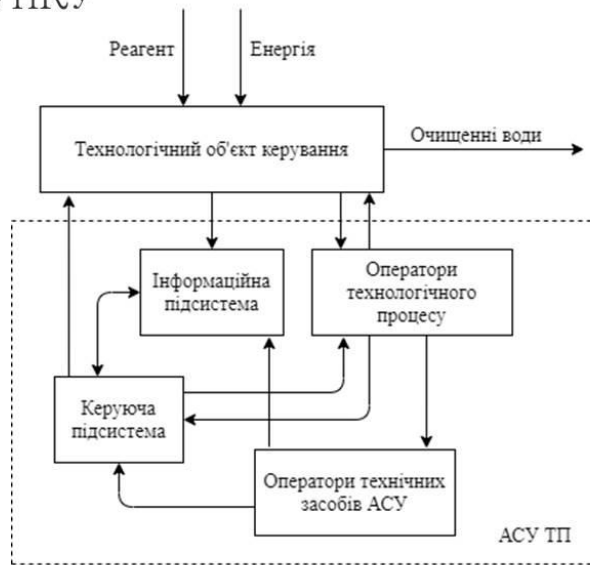 Реагент
Енергія
Технологічний об'єкт керування
Очищенні води
Інформаційна
підсистема
Оператори
технологічного
процесу
Керуюча
підсистема
Оператори технічних
засобів АСУ
АСУ ТП